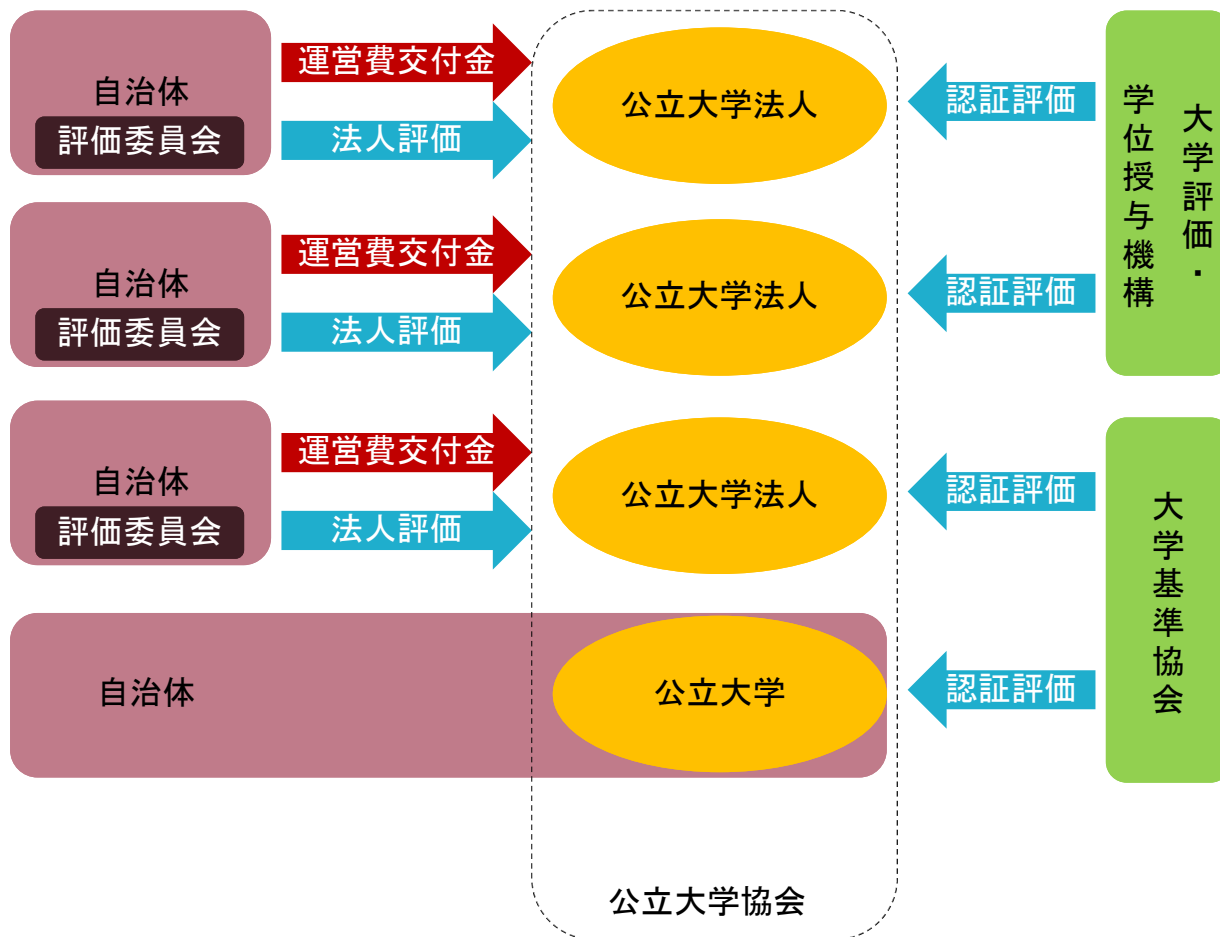 自治体
評価委員会
運営費交付金
法人評価
公立大学法人
認証評価
自治体
評価委員会
運営費交付金
法人評価
公立大学法人
認証評価
大学評価・
学位授与機構
自治体
評価委員会
運営費交付金
法人評価
公立大学法人
認証評価
自治体
公立大学
認証評価
大学基準協会
公立大学協会